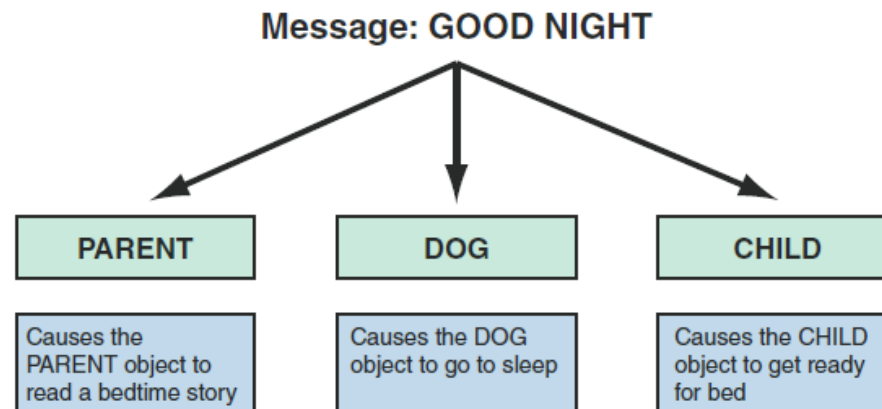 Message: GOOD NIGHT
PARENT
DOG
CHILD
Causes the
PARENT object to
read a bedtime story
Causes the DOG
object to go to sleep
Causes the CHILD
object to get ready
for bed